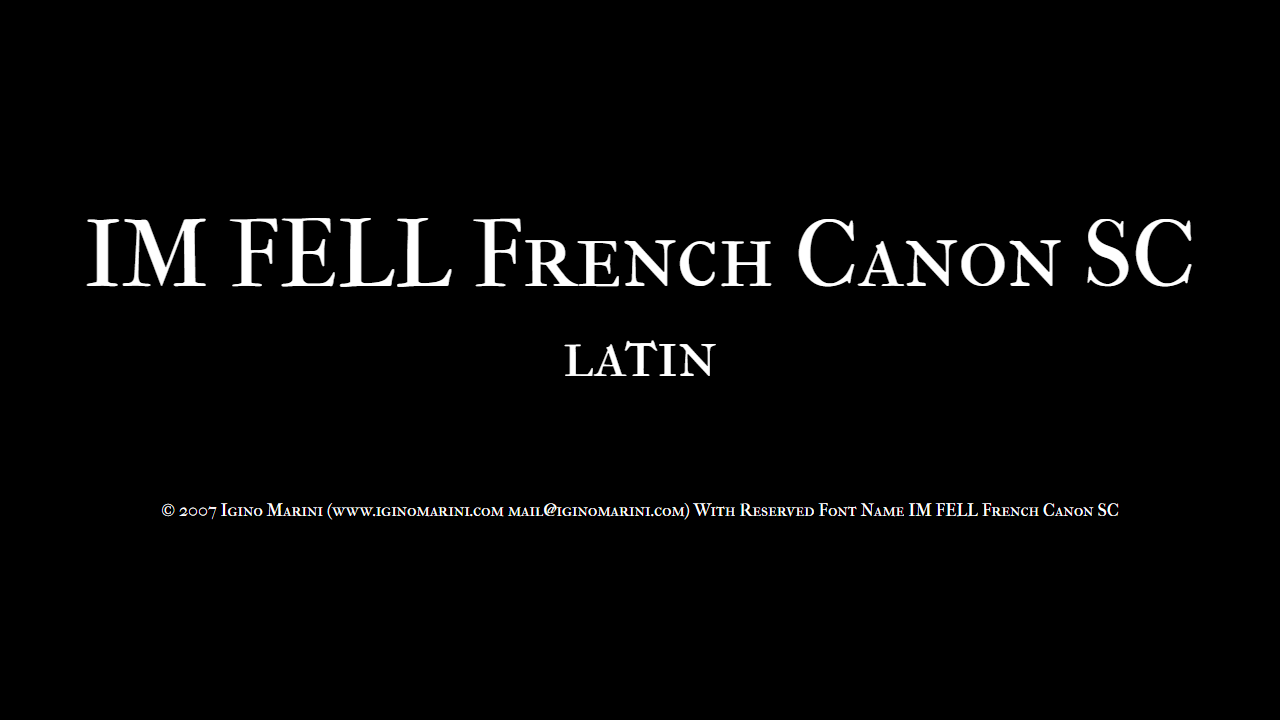 IM FELL French Canon SC
latin
© 2007 Igino Marini (www.iginomarini.com mail@iginomarini.com) With Reserved Font Name IM FELL French Canon SC